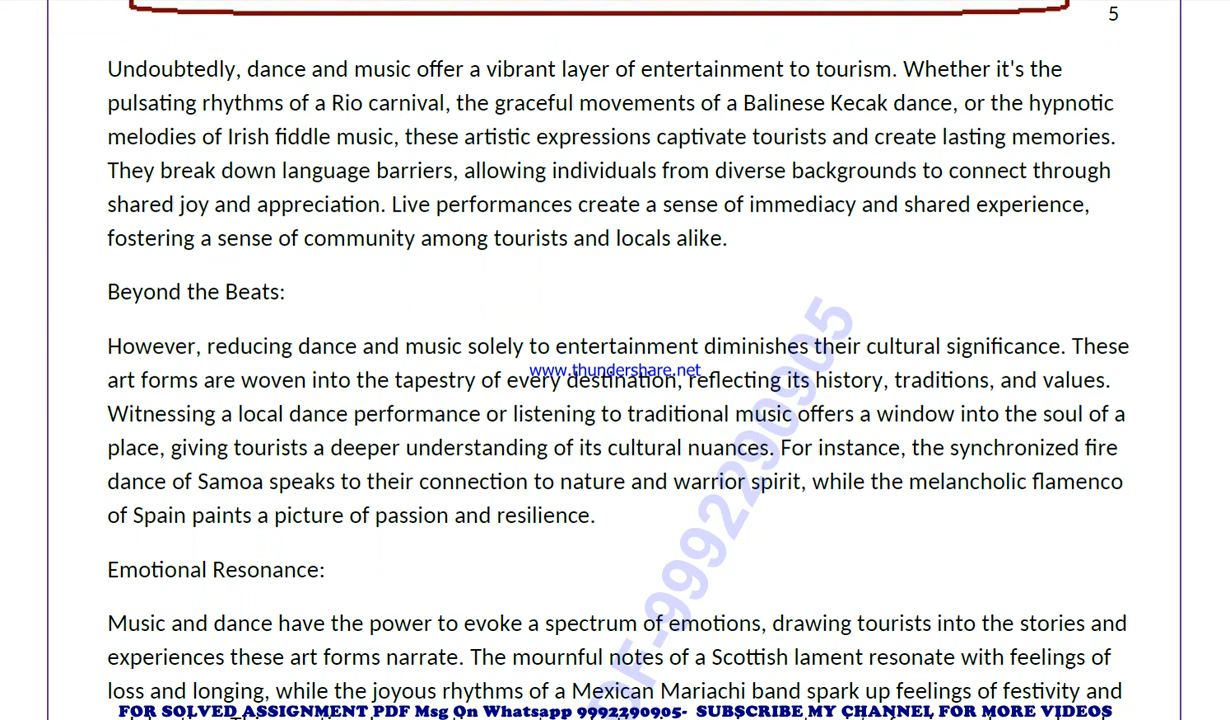 5
Undoubtedly, dance and music offer a vibrant layer of entertainment to tourism. Whether it's the
pulsating rhythms of a Rio carnival, the graceful movements of a Balinese Kecak dance, or the hypnotic
melodies of Irish fiddle music, these artistic expressions captivate tourists and create lasting memories.
They break down language barriers, allowing individuals from diverse backgrounds to connect through
shared joy and appreciation. Live performances create a sense of immediacy and shared experience,
fostering a sense of community among tourists and locals alike.
Beyond the Beats:
However, reducing dance and music solely to entertainment diminishes their cultural significance. These
www.thundershare.net
art forms are woven into the tapestry of every destination, reflecting its history, traditions, and values.
Witnessing a local dance performance or listening to traditional music offers a window into the soul of a
place, giving tourists a deeper understanding of its cultural nuances. For instance, the synchronized fire
dance of Samoa speaks to their connection to nature and warrior spirit, while the melancholic flamenco
of Spain paints a picture of passion and resilience.
Emotional Resonance:
Music and dance have the power to evoke a spectrum of emotions, drawing tourists into the stories and
experiences these art forms narrate. The mournful notes of a Scottish lament resonate with feelings of
loss and longing, while the joyous rhythms of a Mexican Mariachi band spark up feelings of festivity and
DF-9992290905
FOR SOLVED ASSIGNMENT PDF Msg On Whatsapp 9992290905- SUBSCRIBE MY CHANNEL FOR MORE VIDEOS